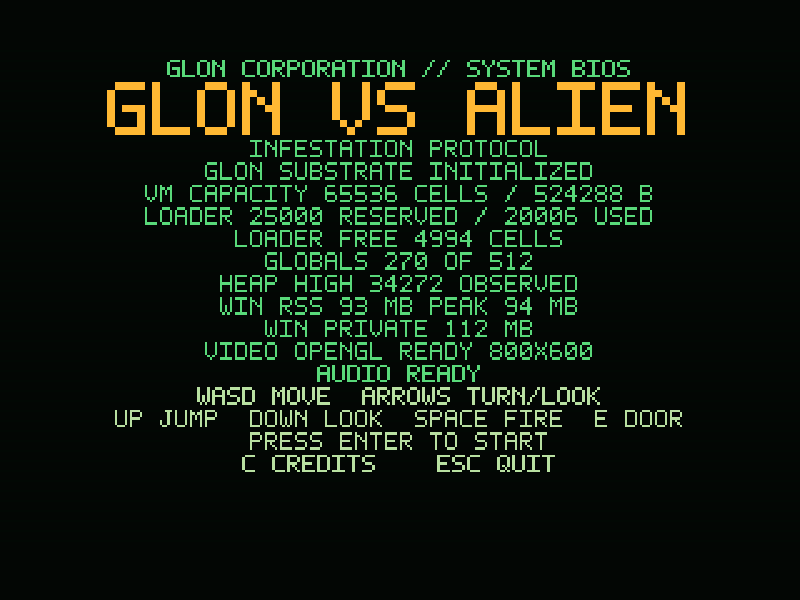 GLON CORPORATION // SYSTEM BIOS
GLON VS ALIEN
INFESTATION PROTOCOL
GLON SUBSTRATE INITIALIZED
VM CAPACITY 65536 CELLS / 524288 B
LOADER 25000 RESERVED / 20006 USED
LOADER FREE 4994 CELLS
GLOBALS 270 OF 512
HEAP HIGH 34272 OBSERVED
WIN RSS 93 MB PEAK 94 MB
WIN PRIVATE 112 MB
VIDEO OPENGL READY 800X600
AUDIO READY
WASD MOVE  ARROWS TURN/LOOK
UP JUMP  DOWN LOOK  SPACE FIRE  E DOOR
PRESS ENTER TO START
C CREDITS    ESC QUIT